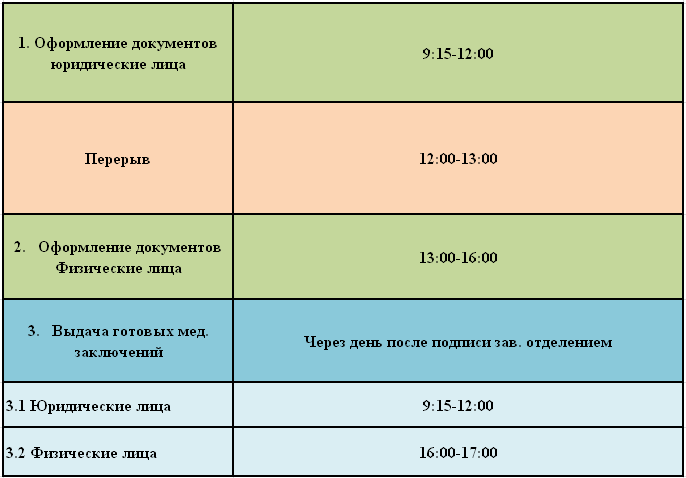 1. Оформление документов
юридические лица
9:15-12:00
Перерыв
12:00-13:00
2. Оформление документов
Физические лица
13:00-16:00
3. Выдача готовых мед.
заключений
Через день после подписи зав. отделением
3.1 Юридические лица
9:15-12:00
3.2 Физические лица
16:00-17:00